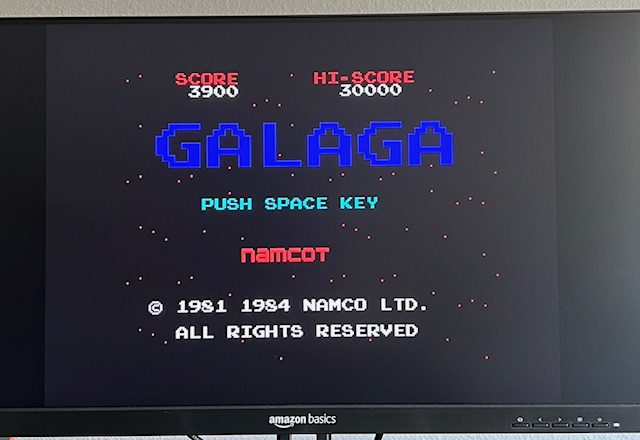 SCORE HI-SCORE
3900 30000
GALAGA
PUSH SPACE KEY
namcot
© 1981 1984 NAMCO LTD.
ALL RIGHTS RESERVED
amazon basics